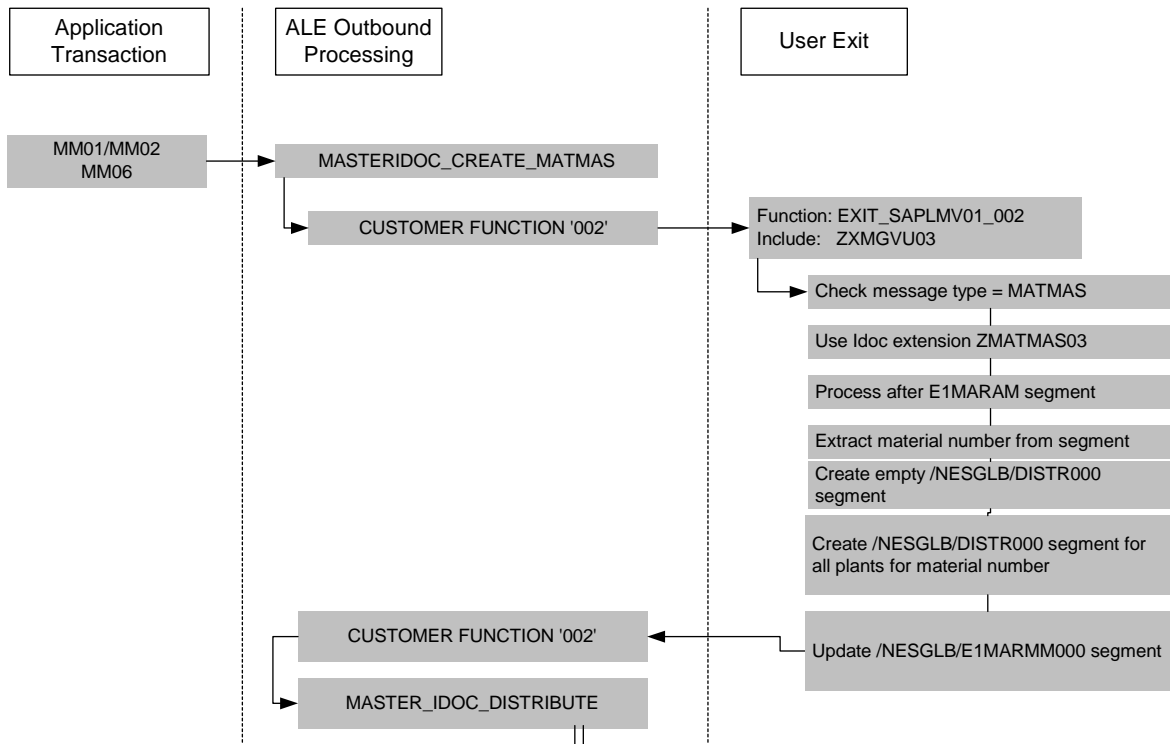 Application
Transaction
ALE Outbound
Processing
User Exit
MM01/MM02
MM06
MASTERIDOC_CREATE_MATMAS
CUSTOMER FUNCTION '002'
Function: EXIT_SAPLMV01_002
Include: ZXMGVU03
Check message type = MATMAS
Use Idoc extension ZMATMAS03
Process after E1MARAM segment
Extract material number from segment
Create empty /NESGLB/DISTR000
segment
Create /NESGLB/DISTR000 segment for
all plants for material number
CUSTOMER FUNCTION '002'
Update /NESGLB/E1MARMM000 segment
MASTER_IDOC_DISTRIBUTE